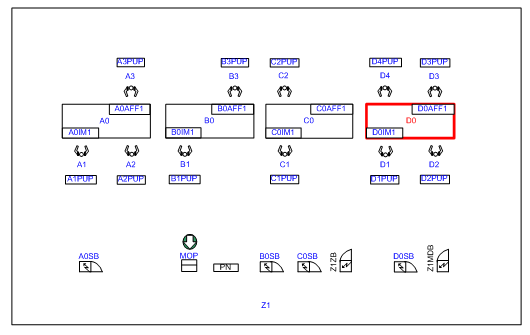 A3PUP B3PUP C2PUP D4PUP D3PUP
A3 B3 C2 D4 D3
A0AFF1 B0AFF1 C0AFF1 D0AFF1
A0 B0 C0 D0
A0IM1 B0IM1 C0IM1 D0IM1
A1 A2 B1 C1 D1 D2
A1PUP A2PUP B1PUP C1PUP D1PUP D2PUP
A0SB MOP B0SB C0SB D0SB
PN Z1ZB Z1MDB
Z1